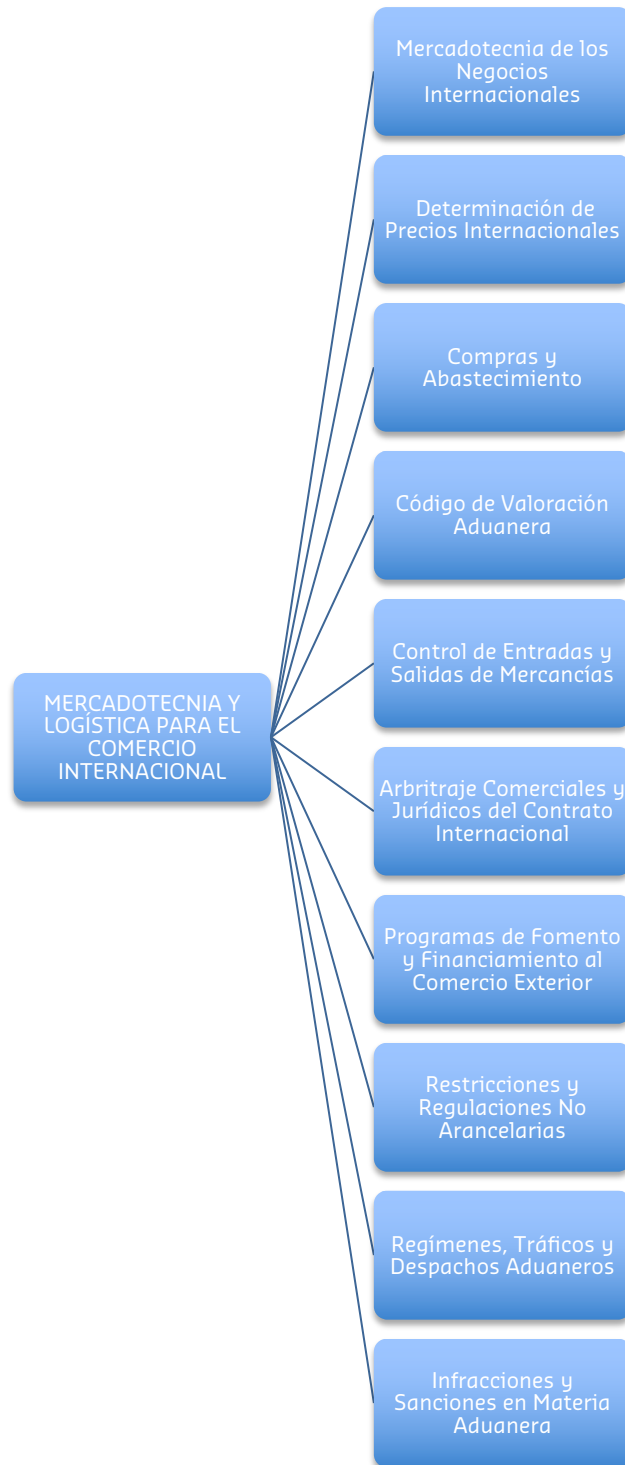 Mercadotecnia de los
Negocios
Internacionales
Determinación de
Precios Internacionales
Compras y
Abastecimiento
Código de Valoración
Aduanera
Control de Entradas y
Salidas de Mercancías
MERCADOTECNIA Y
LOGÍSTICA PARA EL
COMERCIO
INTERNACIONAL
Arbritraje Comerciales y
Jurídicos del Contrato
Internacional
Programas de Fomento
y Financiamiento al
Comercio Exterior
Restricciones y
Regulaciones No
Arancelarias
Regímenes, Tráficos y
Despachos Aduaneros
Infracciones y
Sanciones en Materia
Aduanera